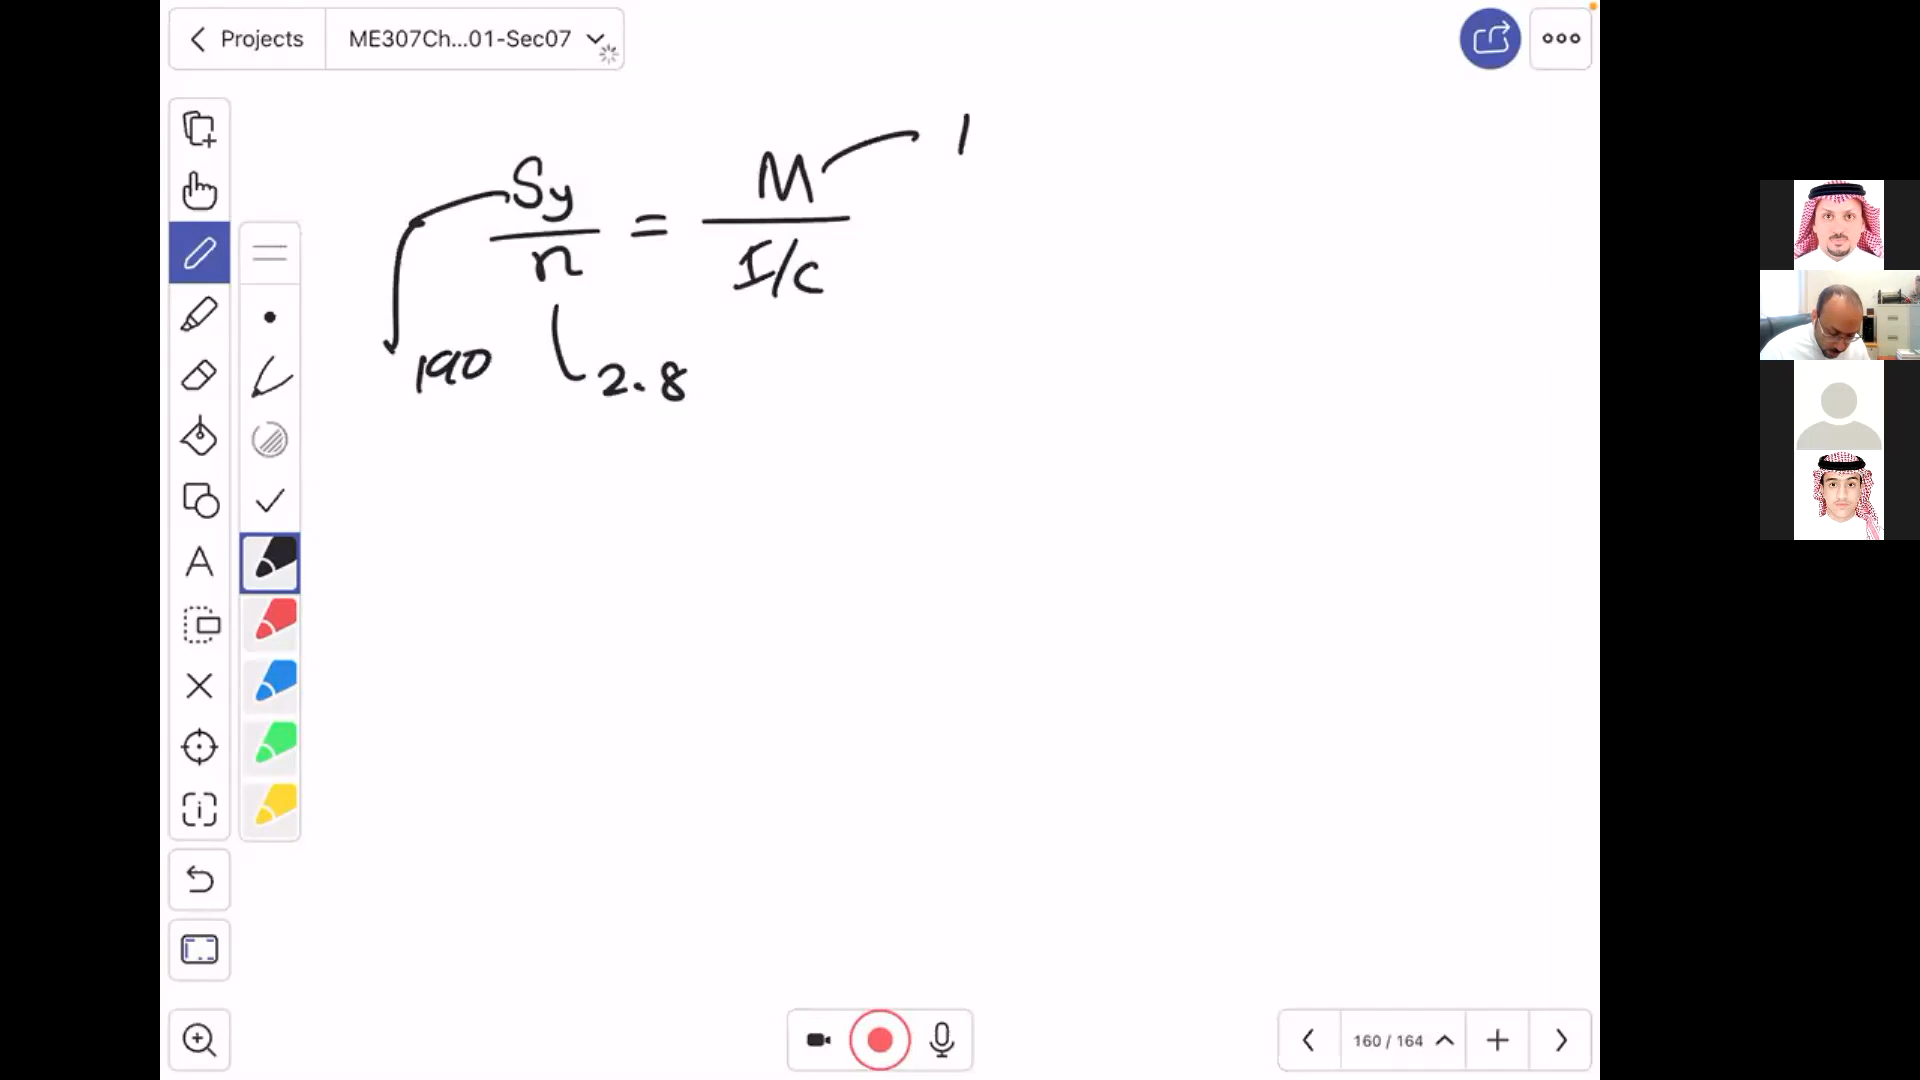 Projects
ME307Ch...01-Sec07
Sy/n = M/(I/c)
1
190
2.8
A
160 / 164